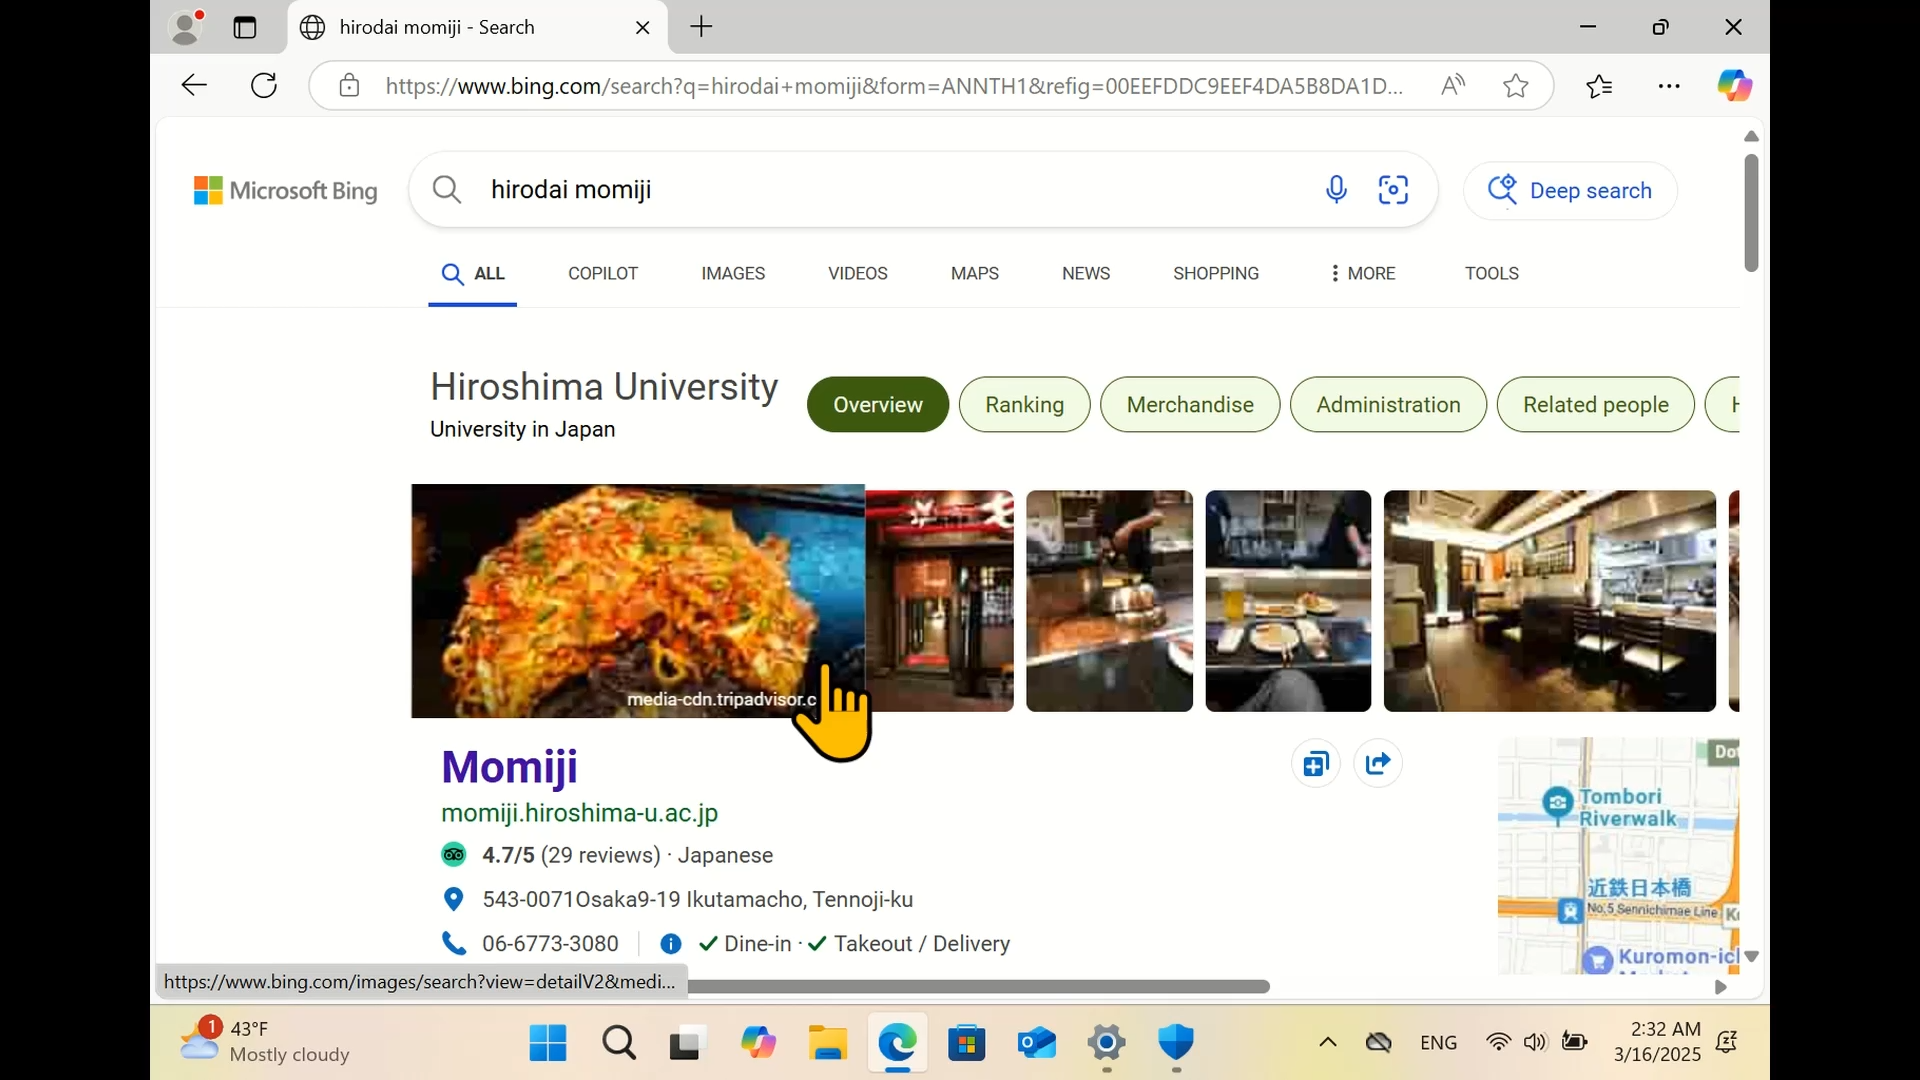 hirodai momiji - Search
https://www.bing.com/search?q=hirodai+momiji&form=ANNTH1&refig=00EEFDDC9EEF4DA5B8DA1D...
Microsoft Bing
hirodai momiji
Deep search
ALL
COPILOT
IMAGES
VIDEOS
MAPS
NEWS
SHOPPING
MORE
TOOLS
Hiroshima University
University in Japan
Overview
Ranking
Merchandise
Administration
Related people
media-cdn.tripadvisor.c
Momiji
momiji.hiroshima-u.ac.jp
4.7/5 (29 reviews) · Japanese
543-0071Osaka9-19 Ikutamacho, Tennoji-ku
06-6773-3080
Dine-in · ✓ Takeout / Delivery
Tombori
Riverwalk
近鉄日本橋
No.5 Sennichimae Line
Kuromon-ic
https://www.bing.com/images/search?view=detailV2&medi...
1
43°F
Mostly cloudy
ENG
2:32 AM
3/16/2025